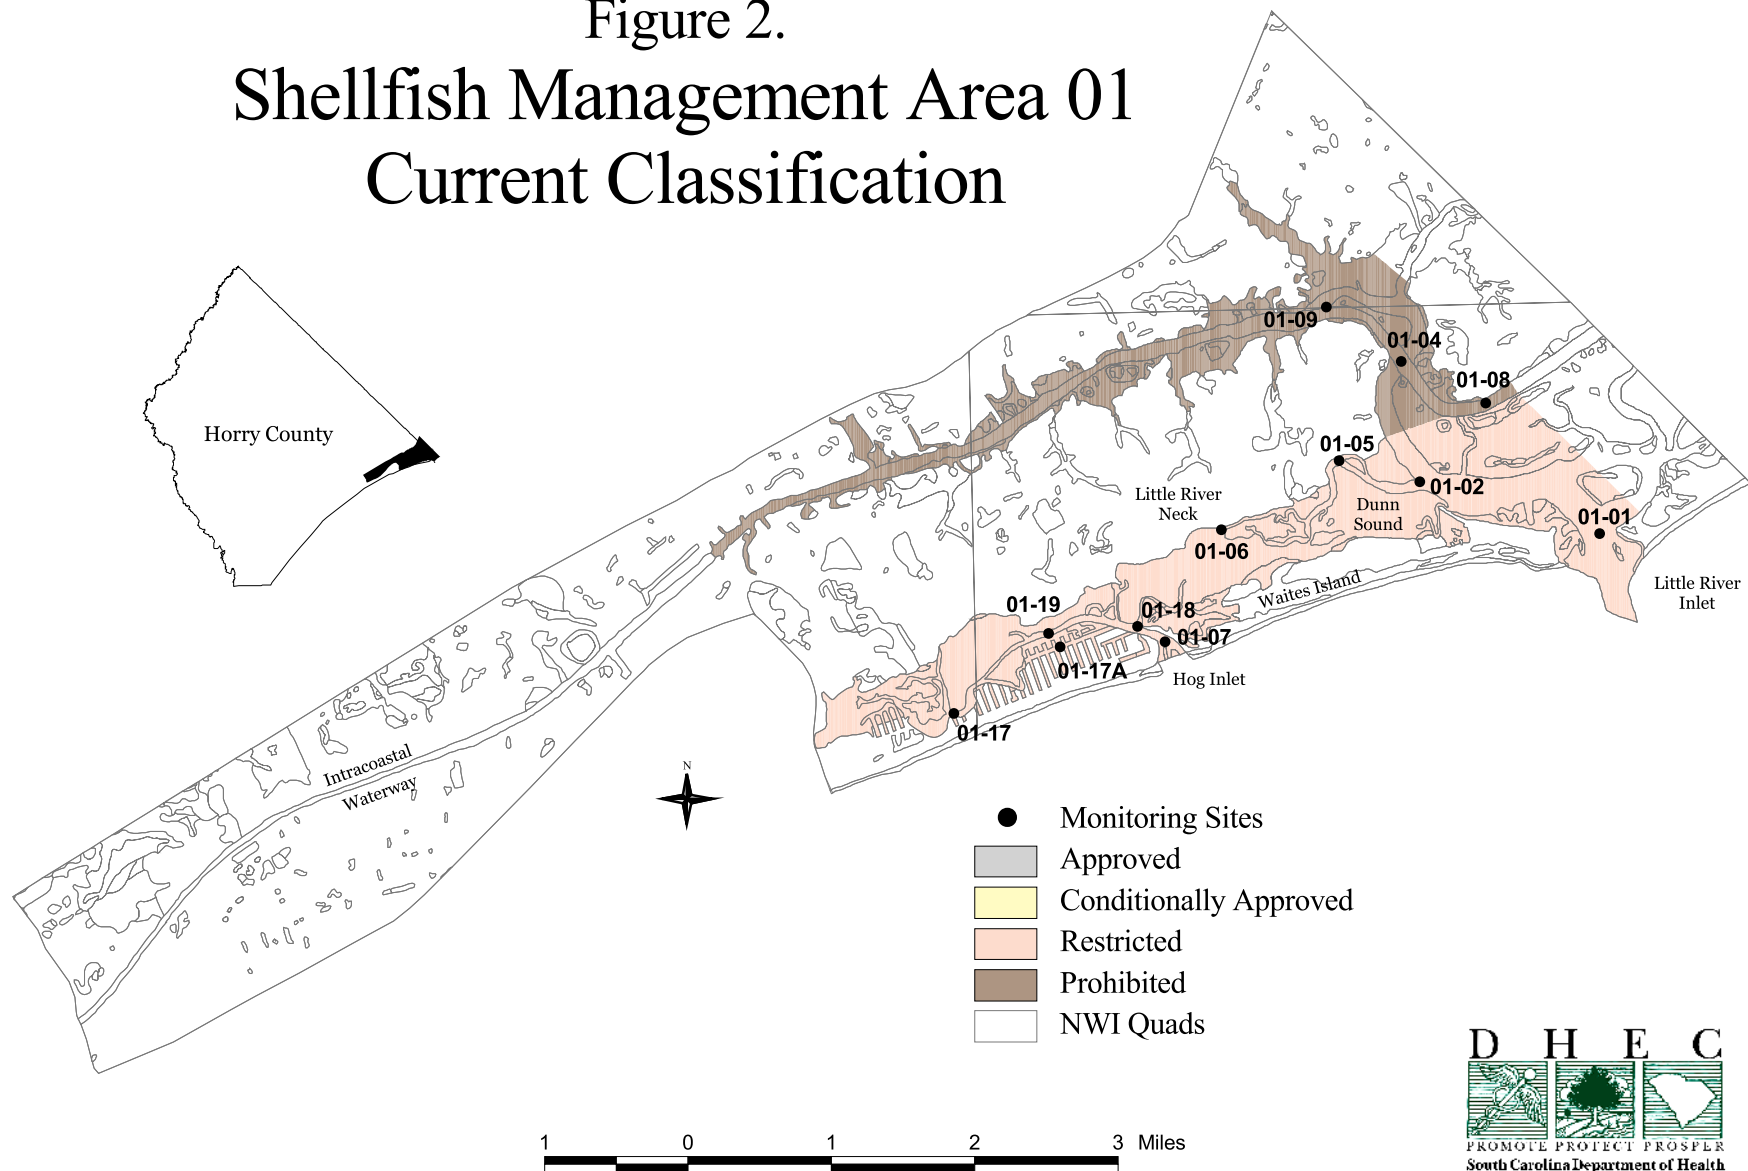 Figure 2.
Shellfish Management Area 01
Current Classification
Horry County
01-09
01-04
01-08
01-05
01-02
Little River
Neck
Dunn
Sound
01-01
01-06
Waites Island
Little River
Inlet
01-19
01-18
01-07
01-17A
Hog Inlet
01-17
Intracoastal
Waterway
N
Monitoring Sites
Approved
Conditionally Approved
Restricted
Prohibited
NWI Quads
1 0 1 2 3 Miles
D H E C
PROMOTE PROTECT PROSPER
South Carolina Department of Health